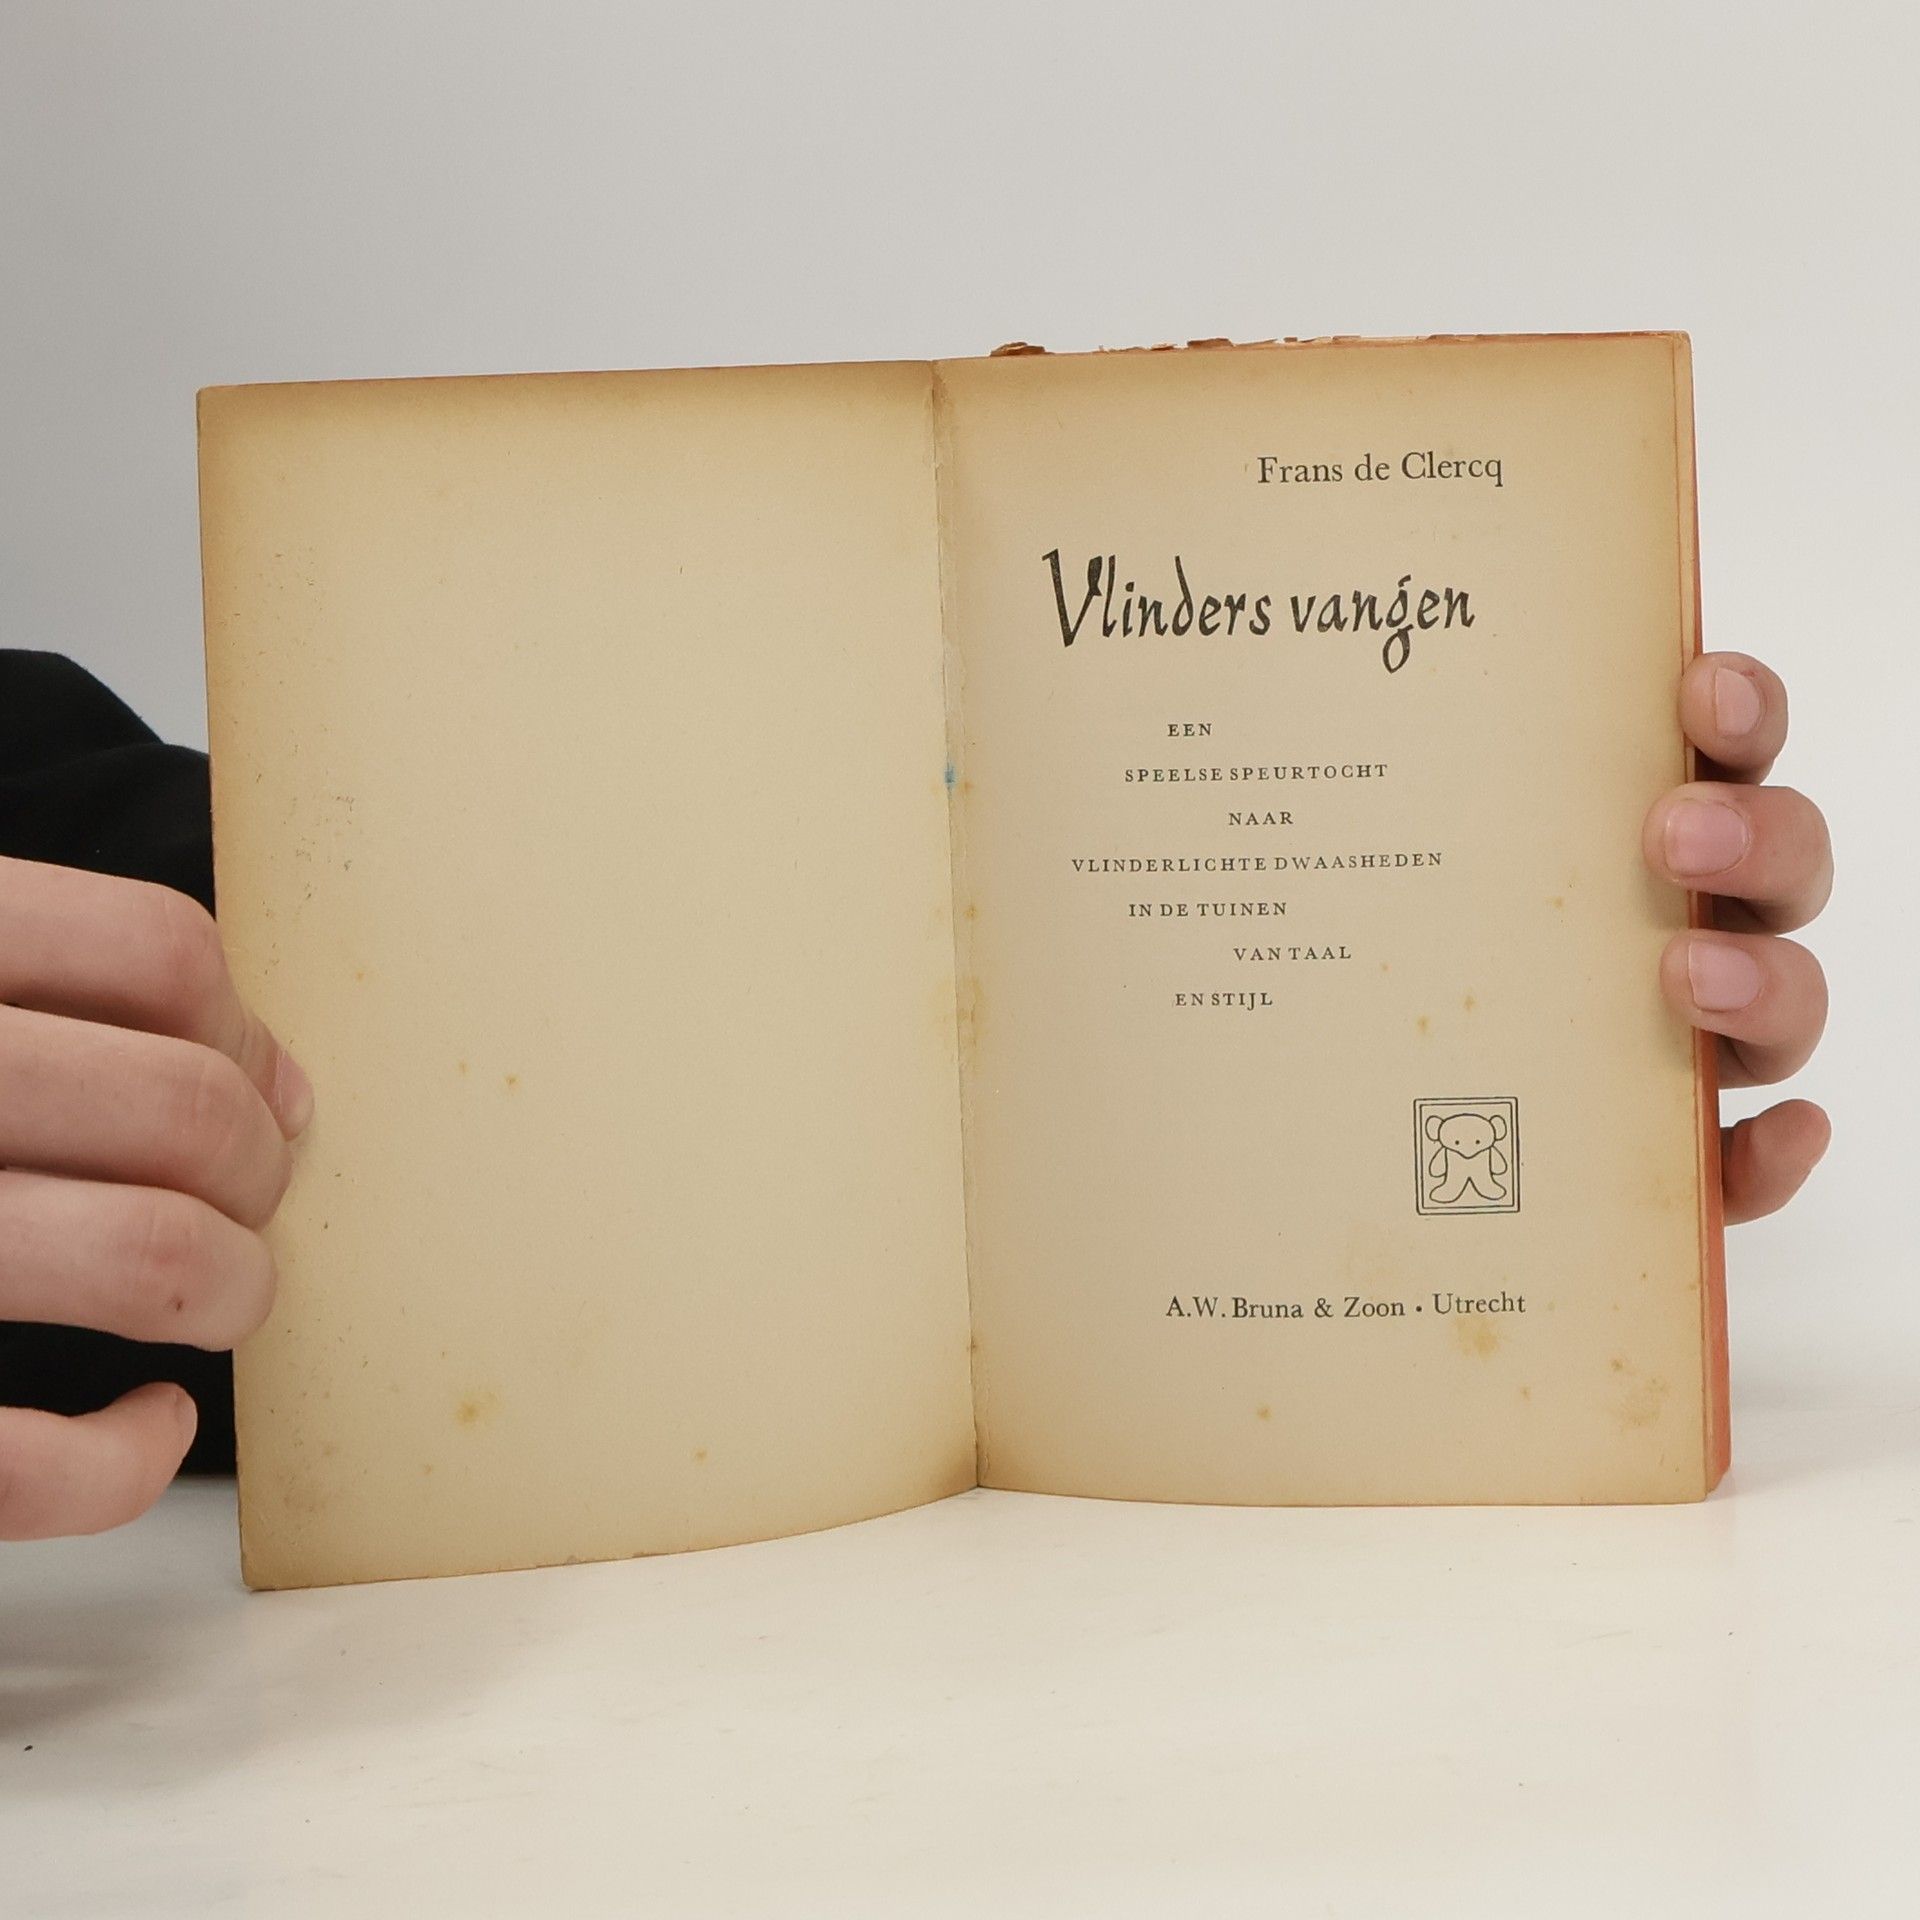 Frans de Clercq
Vlinders vangen
EEN
SPEELSE SPEURTOCHT
NAAR
VLINDERLICHTE DWAASHEDEN
IN DE TUINEN
VAN TAAL
EN STIJL
A.W. Bruna & Zoon • Utrecht